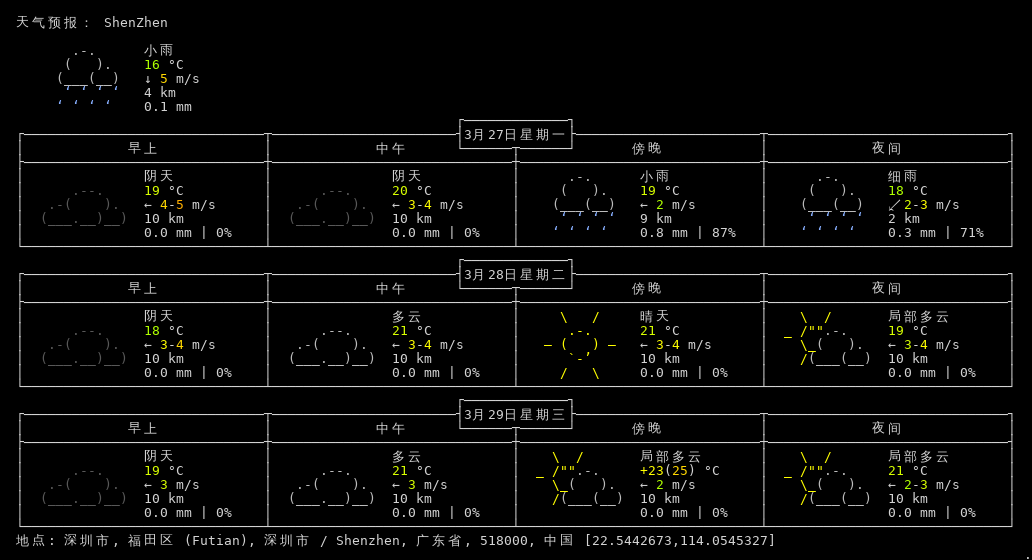 天气预报： ShenZhen
小雨
16 °C
↓ 5 m/s
4 km
0.1 mm
3月27日星期一
早上 中午 傍晚 夜间
阴天 阴天 小雨 细雨
19 °C 20 °C 19 °C 18 °C
← 4-5 m/s ← 3-4 m/s ← 2 m/s ↙ 2-3 m/s
10 km 10 km 9 km 2 km
0.0 mm | 0% 0.0 mm | 0% 0.8 mm | 87% 0.3 mm | 71%
3月28日星期二
早上 中午 傍晚 夜间
阴天 多云 晴天 局部多云
18 °C 21 °C 21 °C 19 °C
← 3-4 m/s ← 3-4 m/s ← 3-4 m/s ← 3-4 m/s
10 km 10 km 10 km 10 km
0.0 mm | 0% 0.0 mm | 0% 0.0 mm | 0% 0.0 mm | 0%
3月29日星期三
早上 中午 傍晚 夜间
阴天 多云 局部多云 局部多云
19 °C 21 °C +23(25) °C 21 °C
← 3 m/s ← 3 m/s ← 2 m/s ← 2-3 m/s
10 km 10 km 10 km 10 km
0.0 mm | 0% 0.0 mm | 0% 0.0 mm | 0% 0.0 mm | 0%
地点: 深圳市, 福田区 (Futian), 深圳市 / Shenzhen, 广东省, 518000, 中国 [22.5442673,114.0545327]